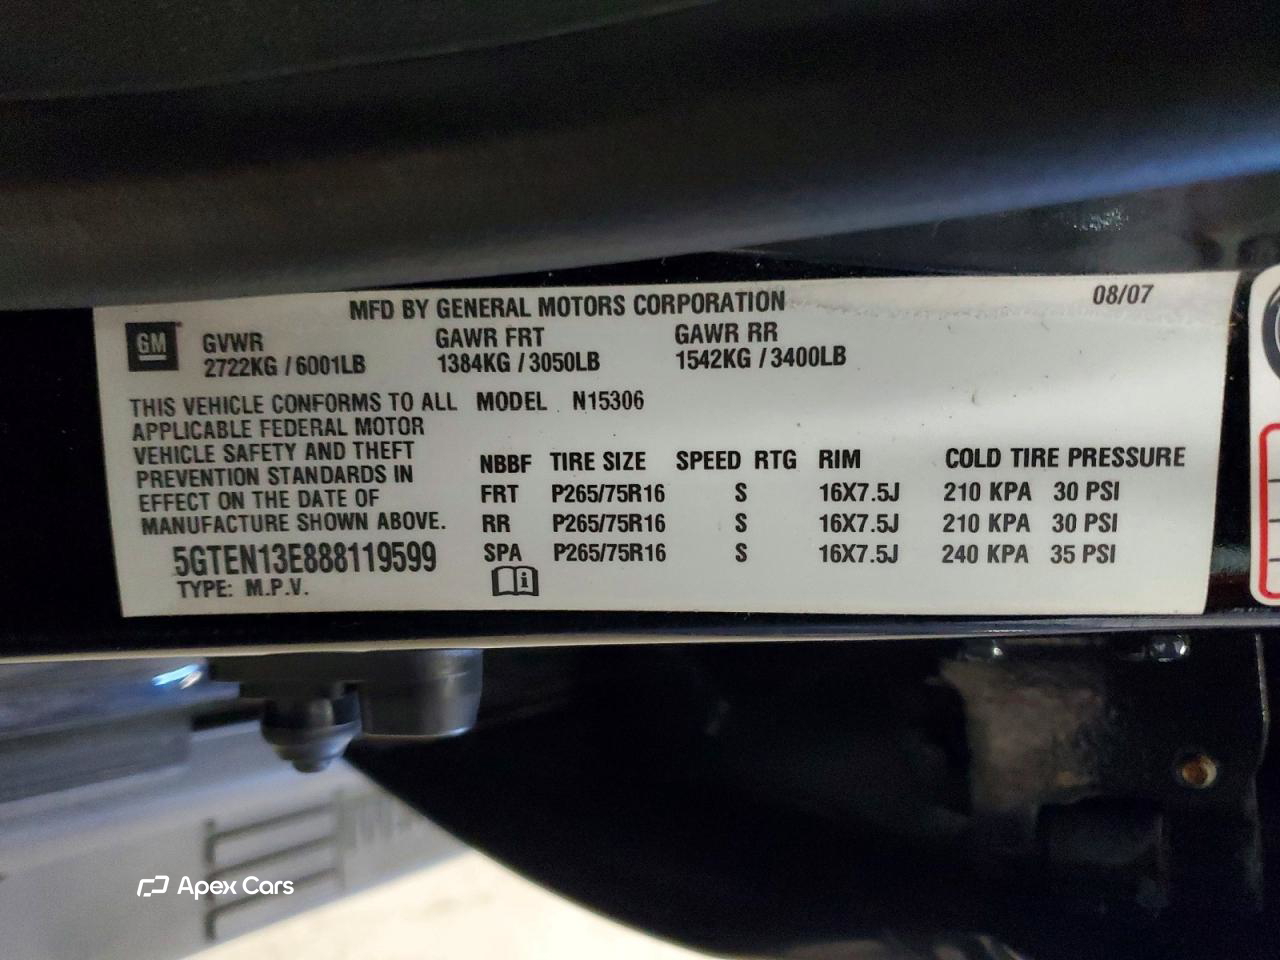 MFD BY GENERAL MOTORS CORPORATION 08/07
GM GVWR GAWR FRT GAWR RR
2722KG / 6001LB 1384KG / 3050LB 1542KG / 3400LB
THIS VEHICLE CONFORMS TO ALL MODEL N15306
APPLICABLE FEDERAL MOTOR
VEHICLE SAFETY AND THEFT
PREVENTION STANDARDS IN
EFFECT ON THE DATE OF
MANUFACTURE SHOWN ABOVE.
5GTEN13E888119599
TYPE: M.P.V.
NBBF TIRE SIZE SPEED RTG RIM COLD TIRE PRESSURE
FRT P265/75R16 S 16X7.5J 210 KPA 30 PSI
RR P265/75R16 S 16X7.5J 210 KPA 30 PSI
SPA P265/75R16 S 16X7.5J 240 KPA 35 PSI
Apex Cars